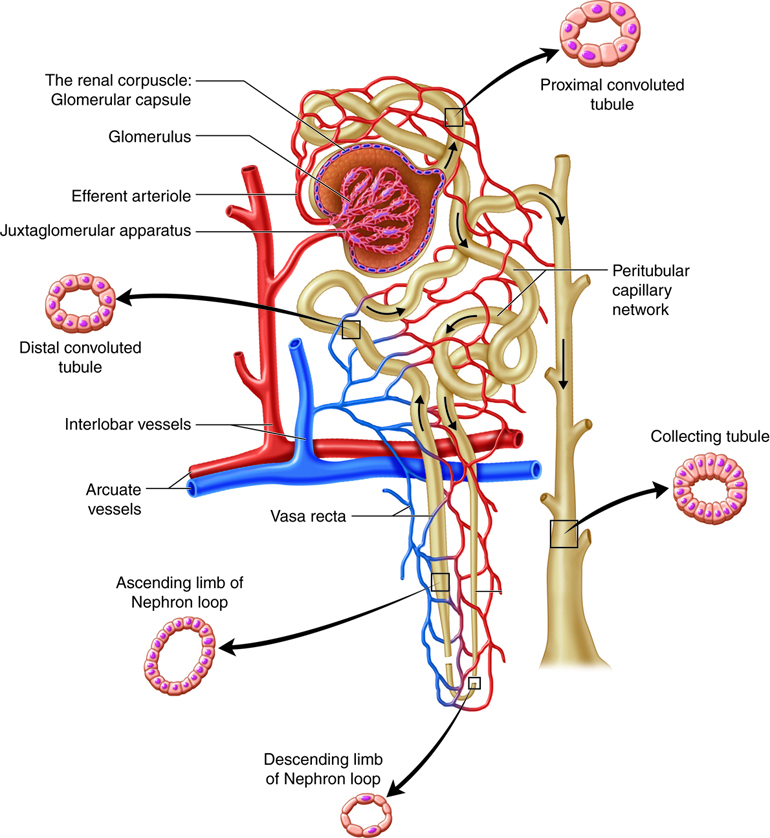 The renal corpuscle:
Glomerular capsule
Glomerulus
Efferent arteriole
Juxtaglomerular apparatus
Proximal convoluted
tubule
Peritubular
capillary
network
Distal convoluted
tubule
Interlobar vessels
Collecting tubule
Arcuate
vessels
Vasa recta
Ascending limb of
Nephron loop
Descending limb
of Nephron loop